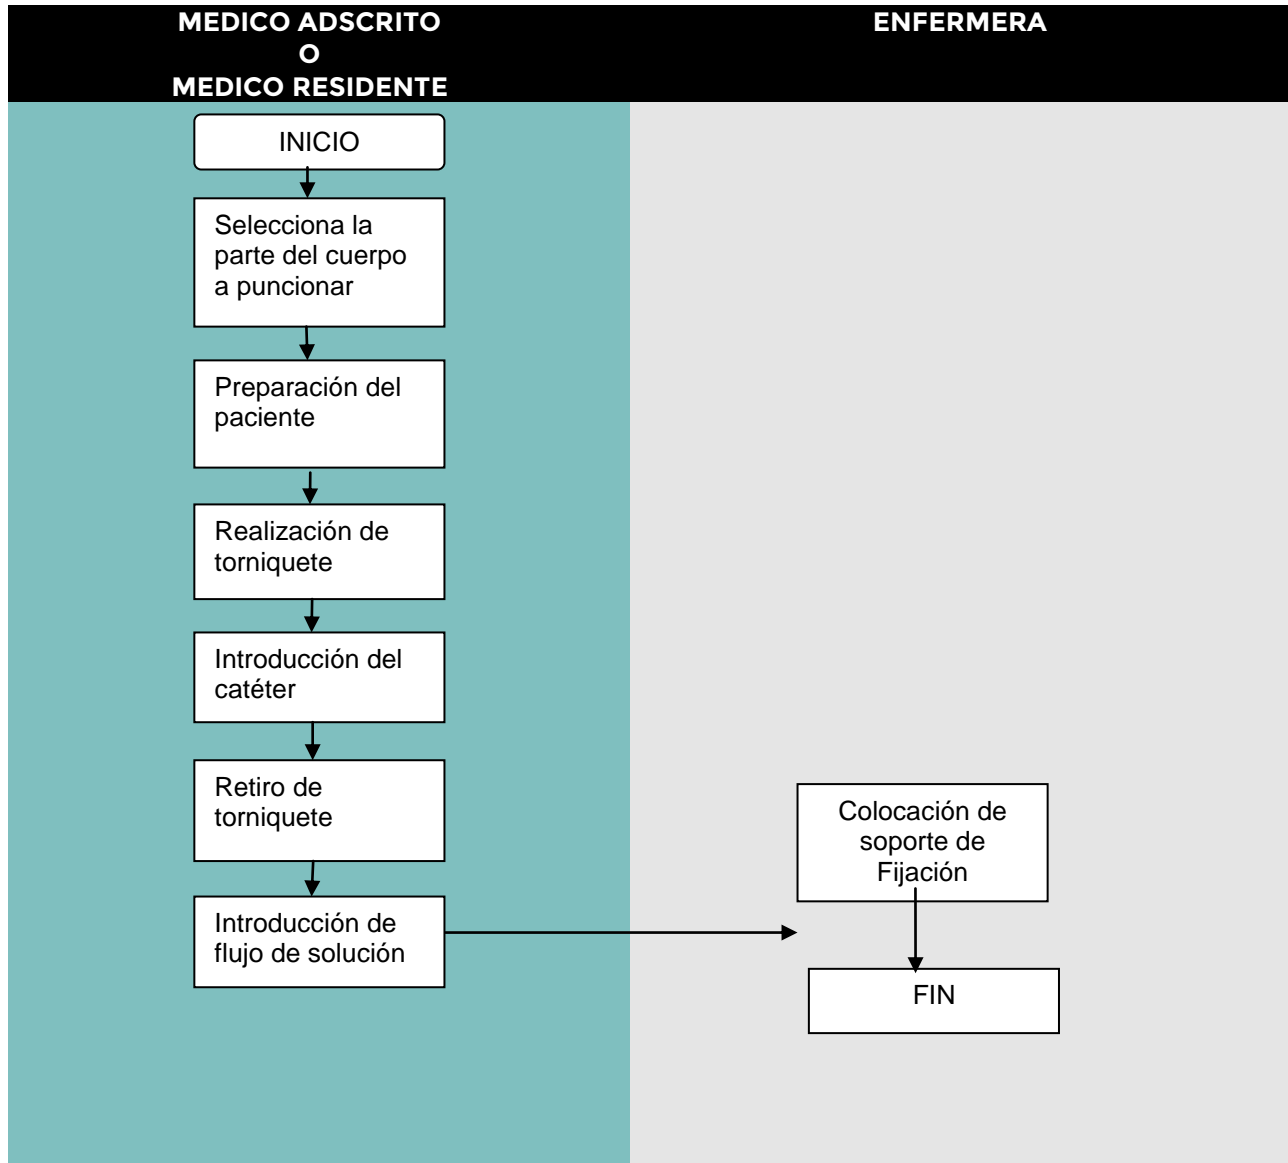 MEDICO ADSCRITO
O
MEDICO RESIDENTE
ENFERMERA
INICIO
Selecciona la
parte del cuerpo
a puncionar
Preparación del
paciente
Realización de
torniquete
Introducción del
catéter
Retiro de
torniquete
Introducción de
flujo de solución
Colocación de
soporte de
Fijación
FIN